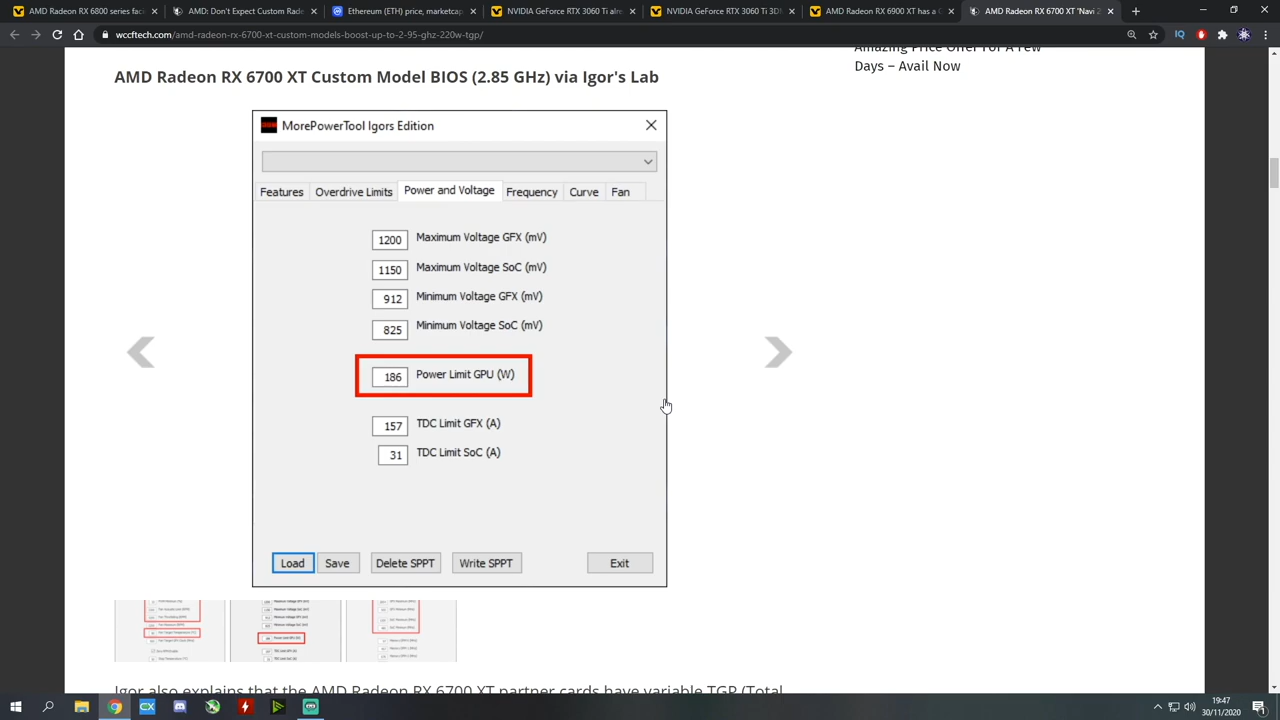 AMD Radeon RX 6800 series fac
AMD: Don't Expect Custom Rade
Ethereum (ETH) price, marketcap
NVIDIA GeForce RTX 3060 Ti alre
NVIDIA GeForce RTX 3060 Ti 3D
AMD Radeon RX 6900 XT has a
AMD Radeon RX 6700 XT "Navi 2
wccftech.com/amd-radeon-rx-6700-xt-custom-models-boost-up-to-2-95-ghz-220w-tgp/
Amazing Price Offer For A Few
Days – Avail Now
AMD Radeon RX 6700 XT Custom Model BIOS (2.85 GHz) via Igor's Lab
MorePowerTool Igors Edition
Features Overdrive Limits Power and Voltage Frequency Curve Fan
1200 Maximum Voltage GFX (mV)
1150 Maximum Voltage SoC (mV)
912 Minimum Voltage GFX (mV)
825 Minimum Voltage SoC (mV)
186 Power Limit GPU (W)
157 TDC Limit GFX (A)
31 TDC Limit SoC (A)
Load Save Delete SPPT Write SPPT Exit
Igor also explains that the AMD Radeon RX 6700 XT partner cards have variable TGP (Total
19:47
30/11/2020